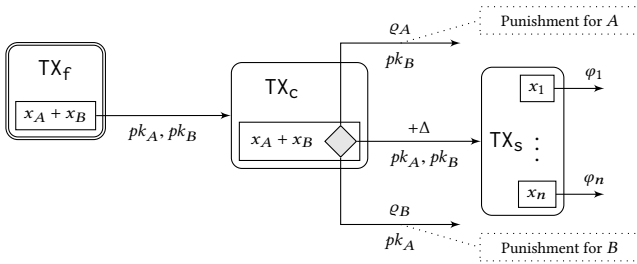 Punishment for A
ϱ_A
pk_B
TX_f
x_A + x_B
pk_A, pk_B
TX_c
x_A + x_B
+Δ
pk_A, pk_B
TX_s
x_1
φ_1
⋮
x_n
φ_n
ϱ_B
pk_A
Punishment for B